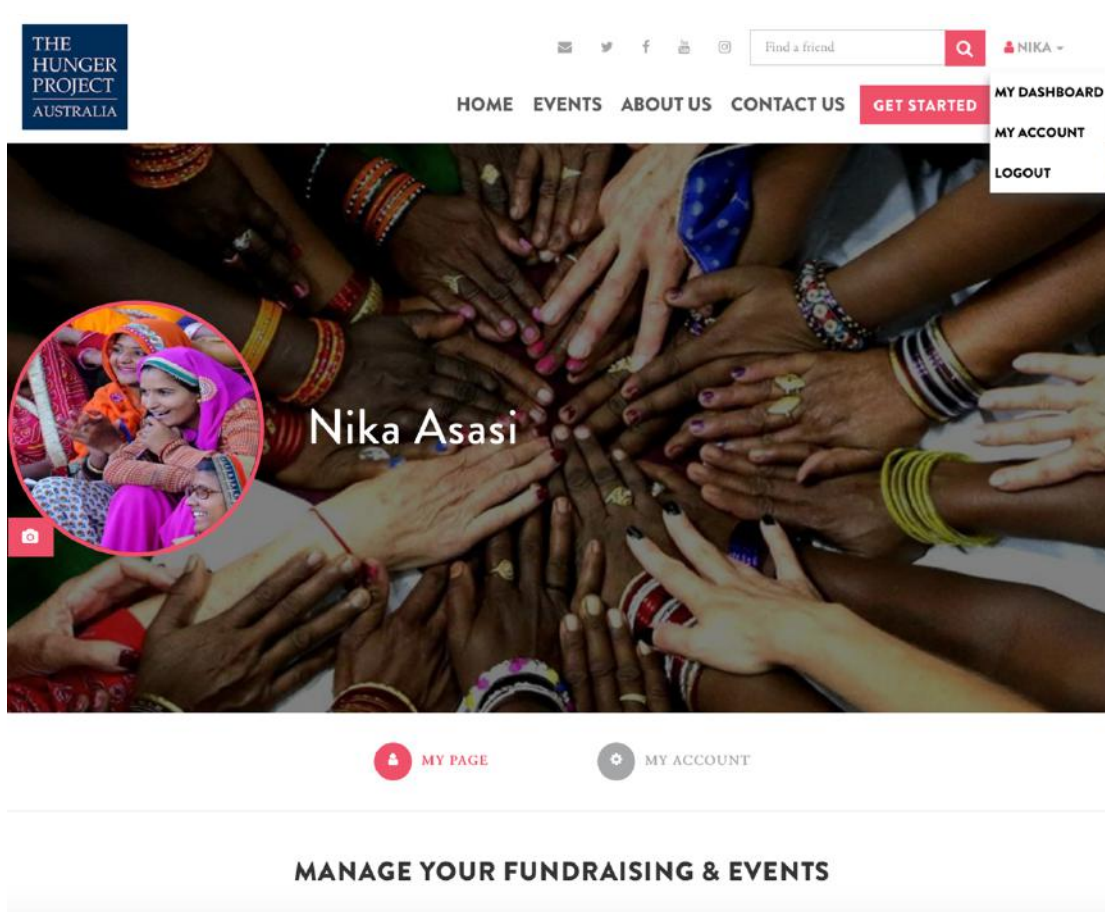 THE
HUNGER
PROJECT
AUSTRALIA
Find a friend
NIKA
HOME EVENTS ABOUT US CONTACT US GET STARTED
MY DASHBOARD
MY ACCOUNT
LOGOUT
Nika Asasi
MY PAGE MY ACCOUNT
MANAGE YOUR FUNDRAISING & EVENTS